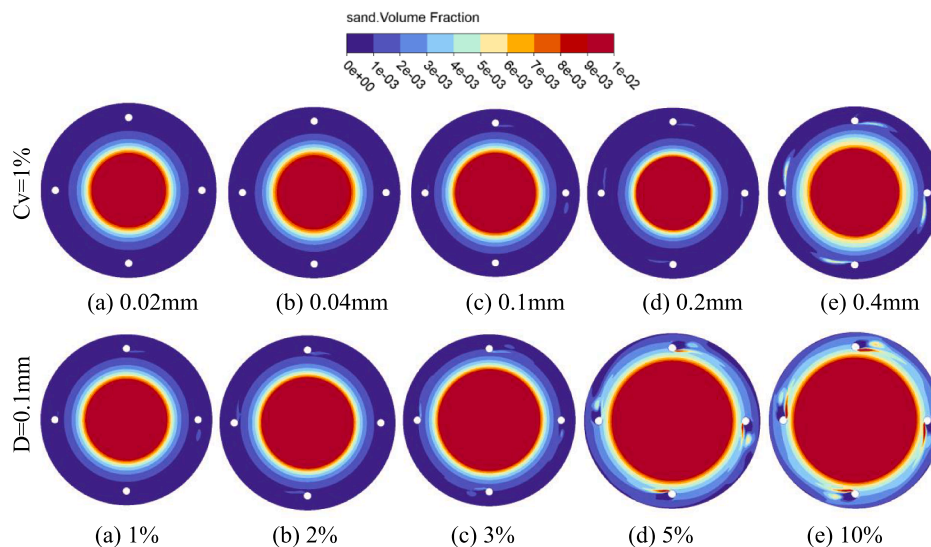 sand.Volume Fraction
0e+00 1e-03 2e-03 3e-03 4e-03 5e-03 6e-03 7e-03 8e-03 9e-03 1e-02
Cv=1%
(a) 0.02mm (b) 0.04mm (c) 0.1mm (d) 0.2mm (e) 0.4mm
D=0.1mm
(a) 1% (b) 2% (c) 3% (d) 5% (e) 10%